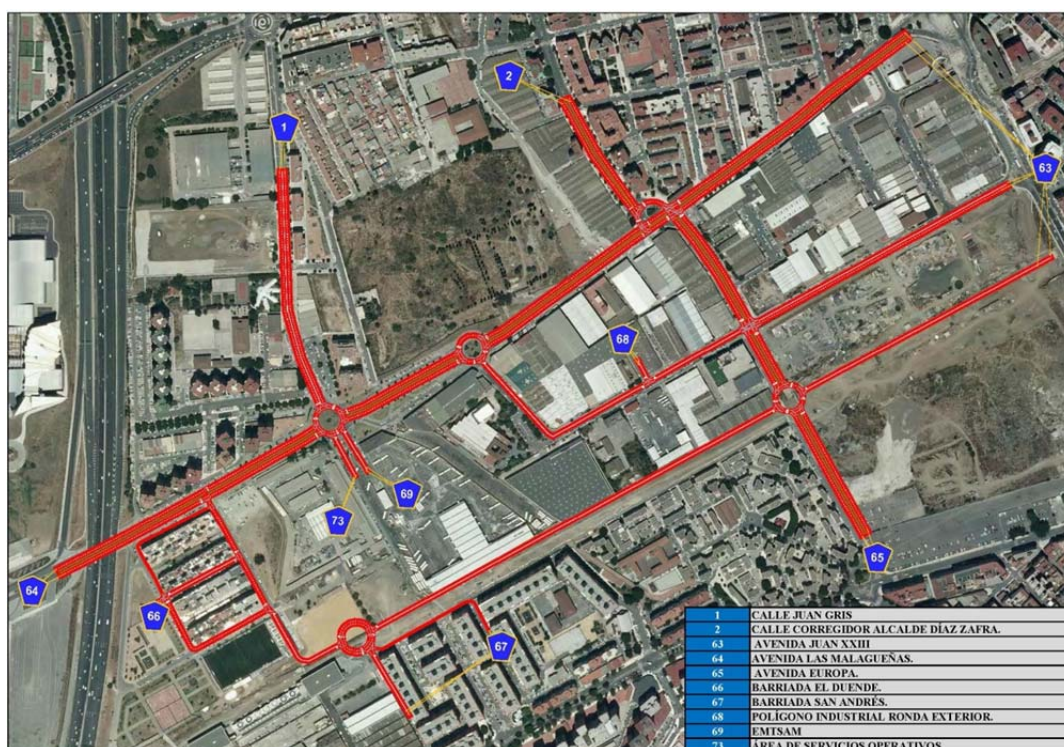 1
2
63
68
69
73
64
65
66
67
1 CALLE JUAN GRIS
2 CALLE CORREGIDOR ALCALDE DÍAZ ZAFRA.
63 AVENIDA JUAN XXIII
64 AVENIDA LAS MALAGUEÑAS.
65 AVENIDA EUROPA.
66 BARRIADA EL DUENDE.
67 BARRIADA SAN ANDRÉS.
68 POLÍGONO INDUSTRIAL RONDA EXTERIOR.
69 EMTSAM
73 ÁREA DE SERVICIOS OPERATIVOS